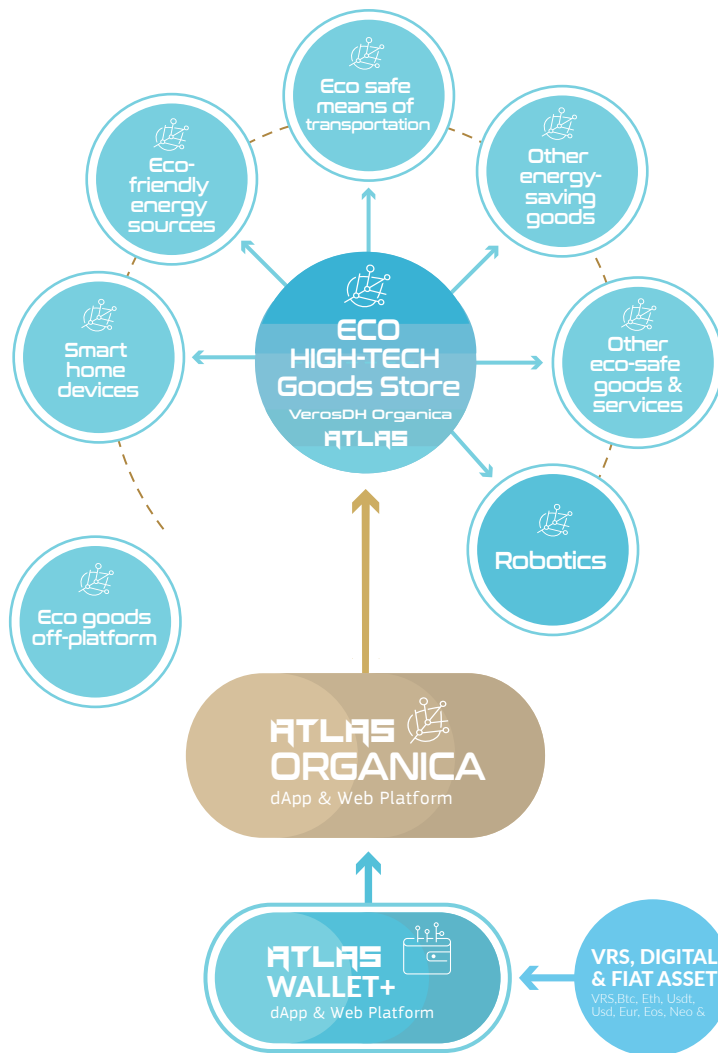 Eco safe
means of
transportation
Eco-
friendly
energy
sources
Other
energy-
saving
goods
Smart
home
devices
ECO
HIGH-TECH
Goods Store
VerosDH Organica
ATLAS
Other
eco-safe
goods &
services
Robotics
Eco goods
off-platform
ATLAS
ORGANICA
dApp & Web Platform
ATLAS
WALLET+
dApp & Web Platform
VRS, DIGITAL
& FIAT ASSET
VRS,Btc, Eth, Usdt,
Usd, Eur, Eos, Neo &